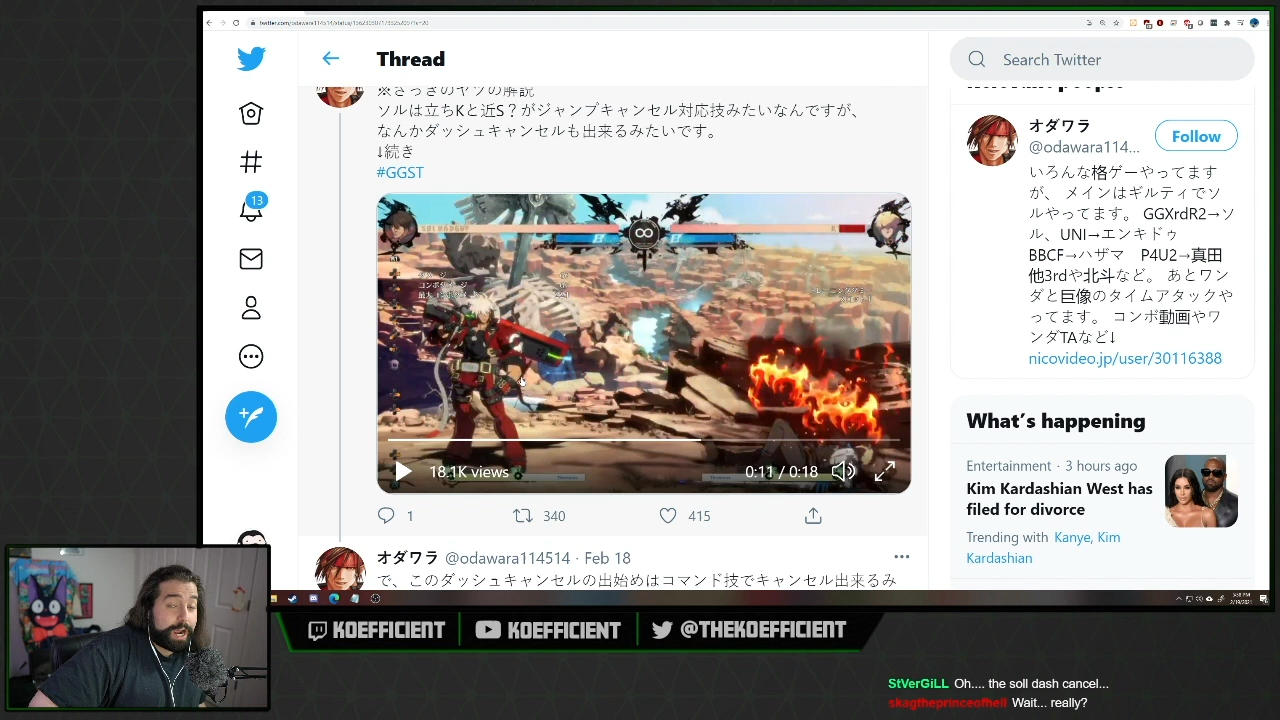 Thread
Search Twitter
※さっきのヤツの解説
ソルは立ちKと近S？がジャンプキャンセル対応技みたいなんですが、
なんかダッシュキャンセルも出来るみたいです。
↓続き
#GGST
18.1K views
0:11 / 0:18
1
340
415
オダワラ @odawara114514 · Feb 18
で、このダッシュキャンセルの出始めはコマンド技でキャンセル出来るみ
13
オダワラ
@odawara114...
Follow
いろんな格ゲーやってます
が、 メインはギルティでソ
ルやってます。 GGXrdR2→ソ
ル、UNI→エンキドゥ
BBCF→ハザマ P4U2→真田
他3rdや北斗など。あとワン
ダと巨像のタイムアタックや
ってます。 コンボ動画やワ
ンダTAなど↓
nicovideo.jp/user/30116388
What's happening
Entertainment · 3 hours ago
Kim Kardashian West has
filed for divorce
Trending with Kanye, Kim
Kardashian
KOEFFICIENT
KOEFFICIENT
@THEKOEFFICIENT
StVerGiLL Oh.... the soll dash cancel...
skagtheprinceofhell Wait... really?